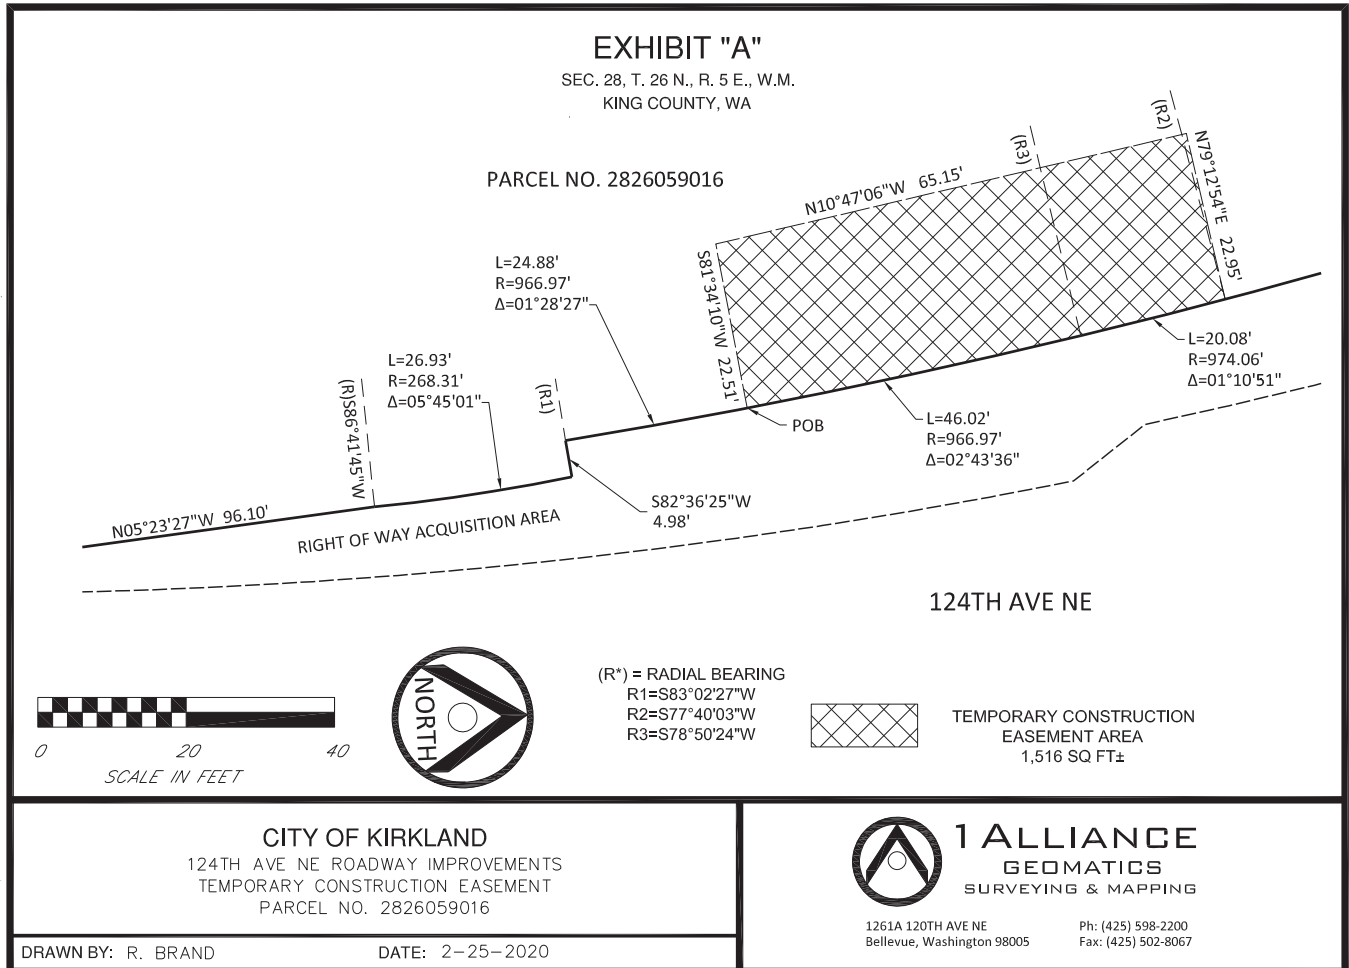 EXHIBIT "A"
SEC. 28, T. 26 N., R. 5 E., W.M.
KING COUNTY, WA
PARCEL NO. 2826059016
(R2)
(R3)
N79°12'54"E 22.95'
N10°47'06"W 65.15'
S81°34'10"W 22.51'
L=24.88'
R=966.97'
Δ=01°28'27"
L=26.93'
R=268.31'
Δ=05°45'01"
(R1)
(R)S86°41'45"W
L=20.08'
R=974.06'
Δ=01°10'51"
POB
L=46.02'
R=966.97'
Δ=02°43'36"
N05°23'27"W 96.10'
RIGHT OF WAY ACQUISITION AREA
S82°36'25"W
4.98'
124TH AVE NE
0 20 40
SCALE IN FEET
NORTH
(R*) = RADIAL BEARING
R1=S83°02'27"W
R2=S77°40'03"W
R3=S78°50'24"W
TEMPORARY CONSTRUCTION
EASEMENT AREA
1,516 SQ FT±
CITY OF KIRKLAND
124TH AVE NE ROADWAY IMPROVEMENTS
TEMPORARY CONSTRUCTION EASEMENT
PARCEL NO. 2826059016
DRAWN BY: R. BRAND DATE: 2-25-2020
1 ALLIANCE
GEOMATICS
SURVEYING & MAPPING
1261A 120TH AVE NE Ph: (425) 598-2200
Bellevue, Washington 98005 Fax: (425) 502-8067